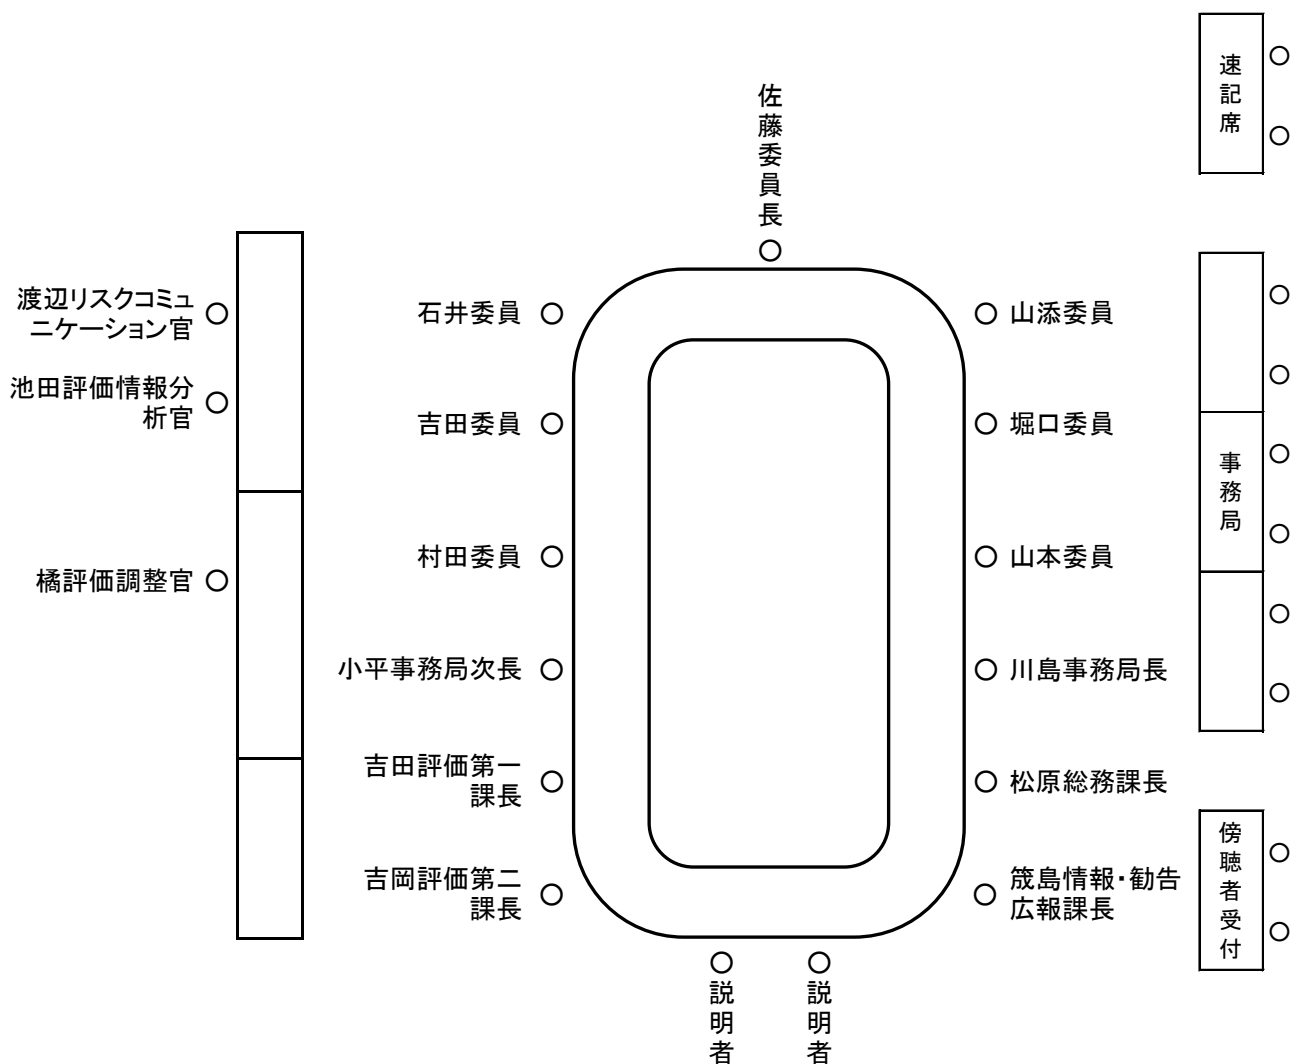 速記席
佐藤委員長
渡辺リスクコミュ
ニケーション官
石井委員
山添委員
池田評価情報分
析官
吉田委員
堀口委員
事務局
村田委員
山本委員
橘評価調整官
小平事務局次長
川島事務局長
吉田評価第一
課長
松原総務課長
吉岡評価第二
課長
筬島情報・勧告
広報課長
傍聴者受付
説明者
説明者